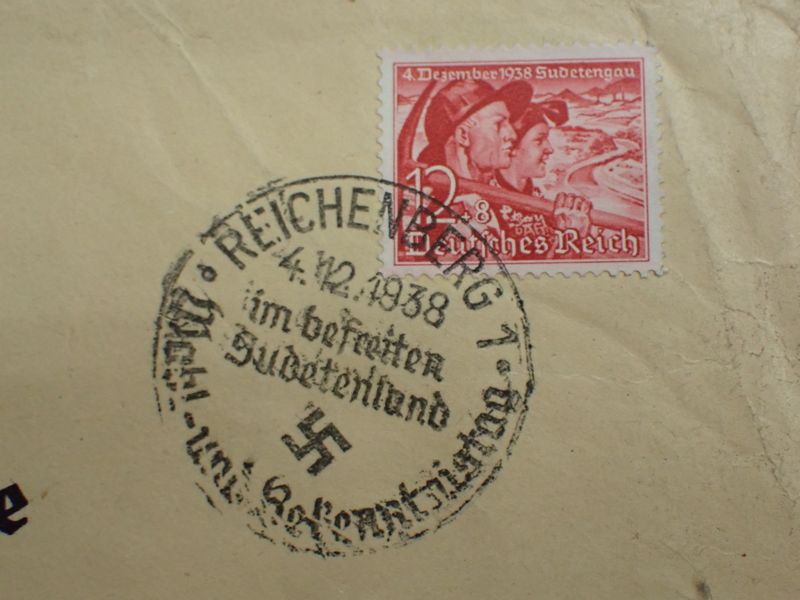 4. Dezember 1938 Sudetengau
12+8
Deutsches Reich
REICHENBERG 1
4.12.1938
im befreiten
Sudetenland
Wahl- und Bekenntnistag
e